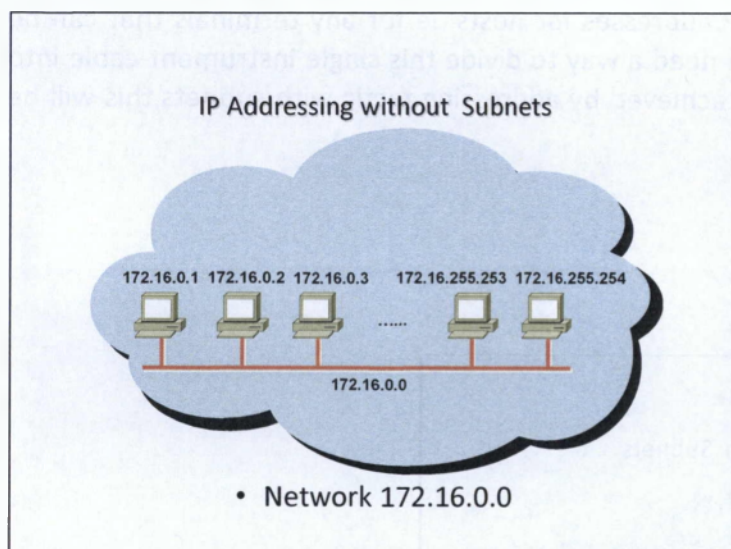 IP Addressing without Subnets
172.16.0.1 172.16.0.2 172.16.0.3 172.16.255.253 172.16.255.254
......
172.16.0.0
• Network 172.16.0.0